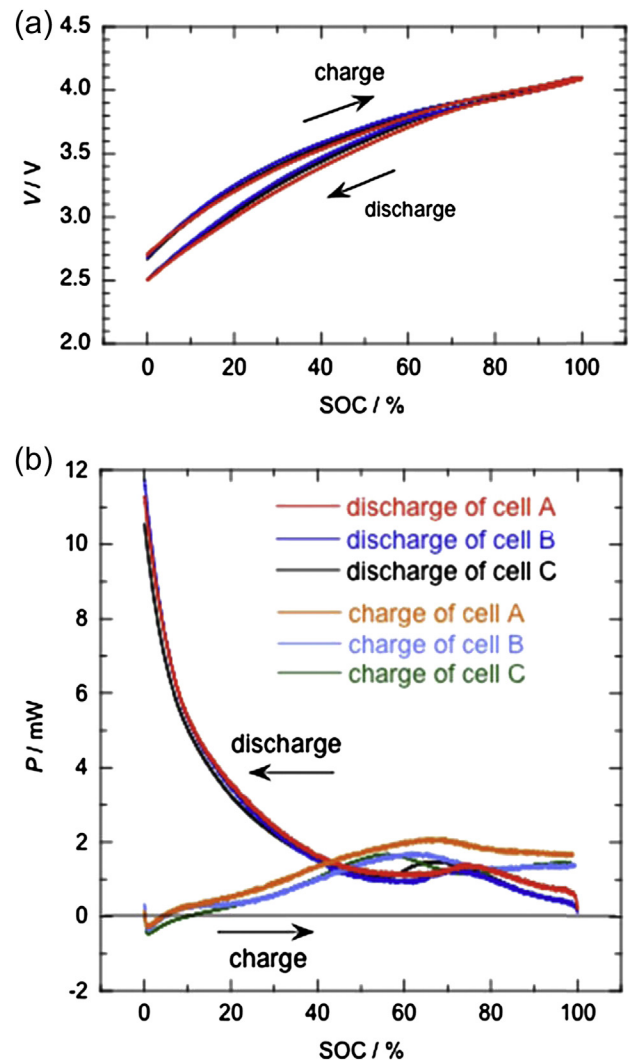 (a)
4.5
4.0
3.5
3.0
2.5
2.0
V / V
charge
discharge
0 20 40 60 80 100
SOC / %
(b)
12
10
8
6
4
2
0
-2
P / mW
discharge of cell A
discharge of cell B
discharge of cell C
charge of cell A
charge of cell B
charge of cell C
discharge
charge
0 20 40 60 80 100
SOC / %